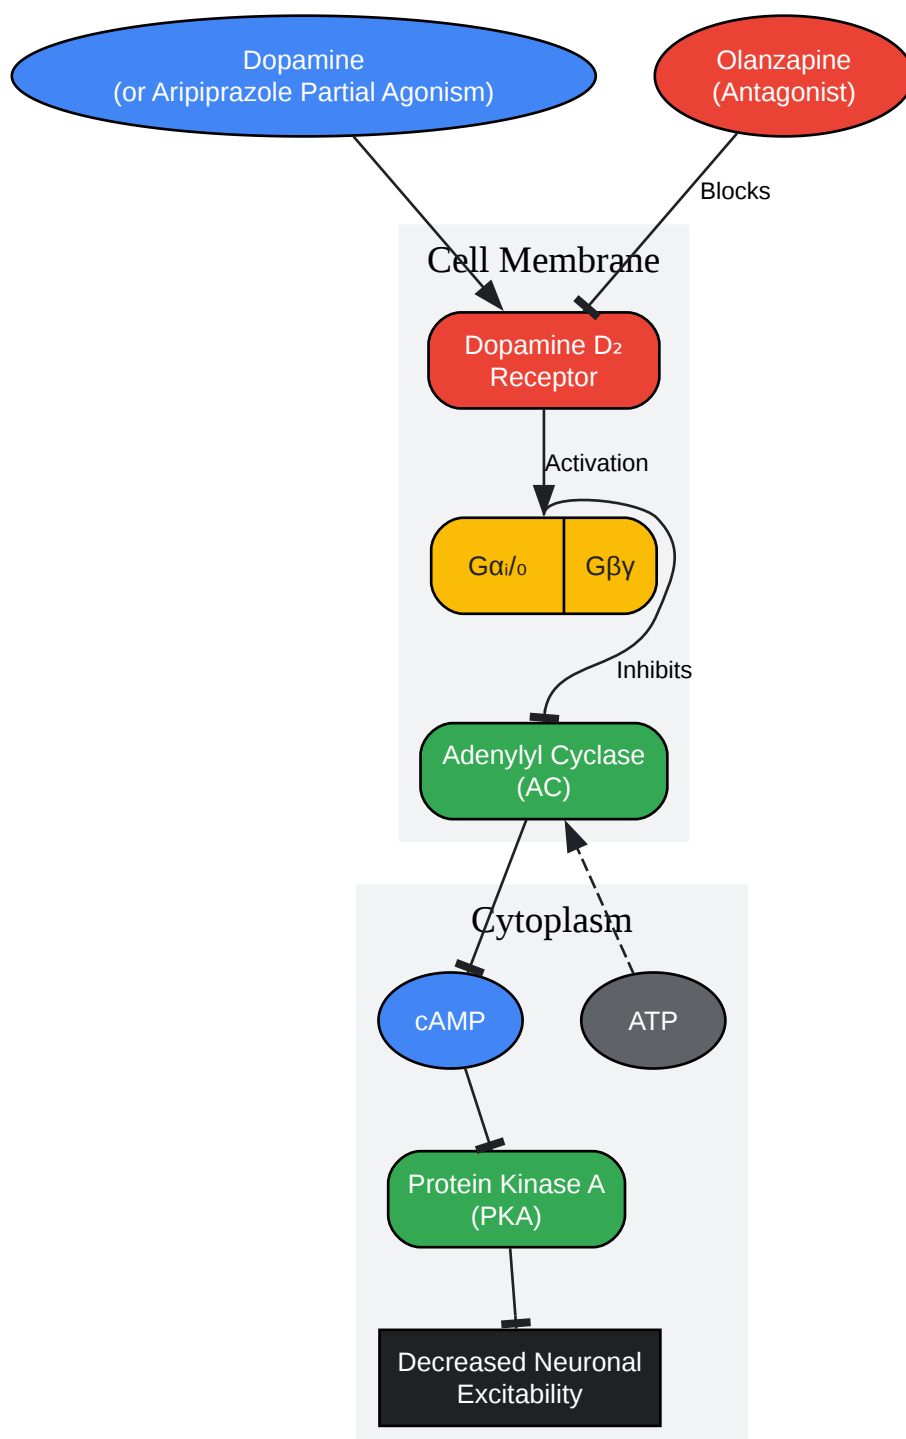 Dopamine
(or Aripiprazole Partial Agonism)
Olanzapine
(Antagonist)
Blocks
Cell Membrane
Dopamine D₂
Receptor
Activation
Gαᵢ/₀
Gβγ
Inhibits
Adenylyl Cyclase
(AC)
Cytoplasm
cAMP
ATP
Protein Kinase A
(PKA)
Decreased Neuronal
Excitability